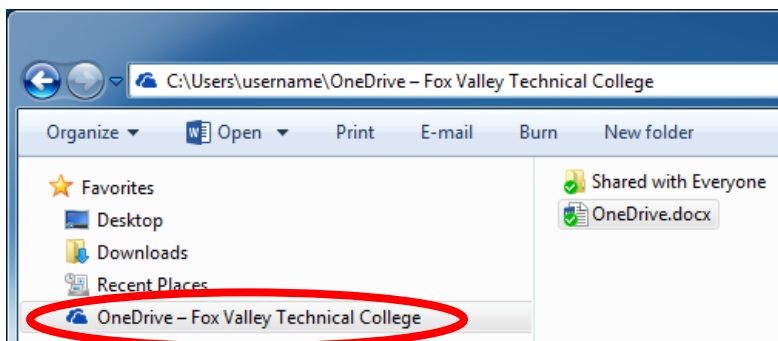 C:\Users\username\OneDrive – Fox Valley Technical College
Organize Open Print E-mail Burn New folder
Favorites
Desktop
Downloads
Recent Places
OneDrive – Fox Valley Technical College
Shared with Everyone
OneDrive.docx